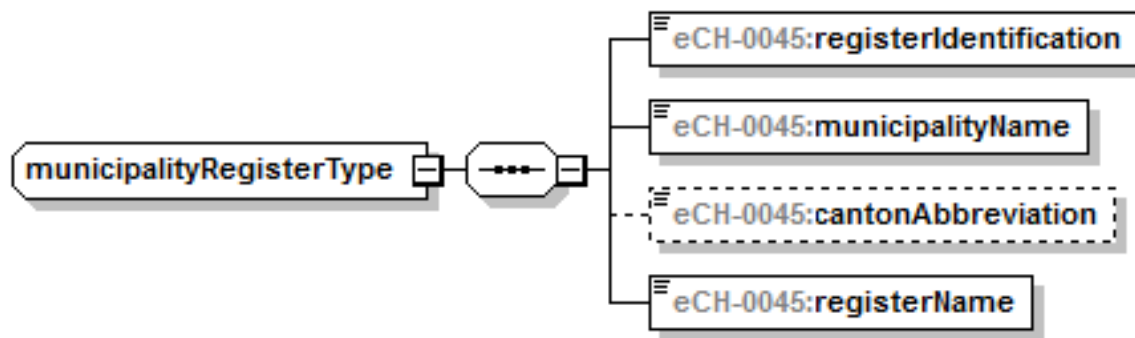 eCH-0045:registerIdentification
eCH-0045:municipalityName
municipalityRegisterType
eCH-0045:cantonAbbreviation
eCH-0045:registerName